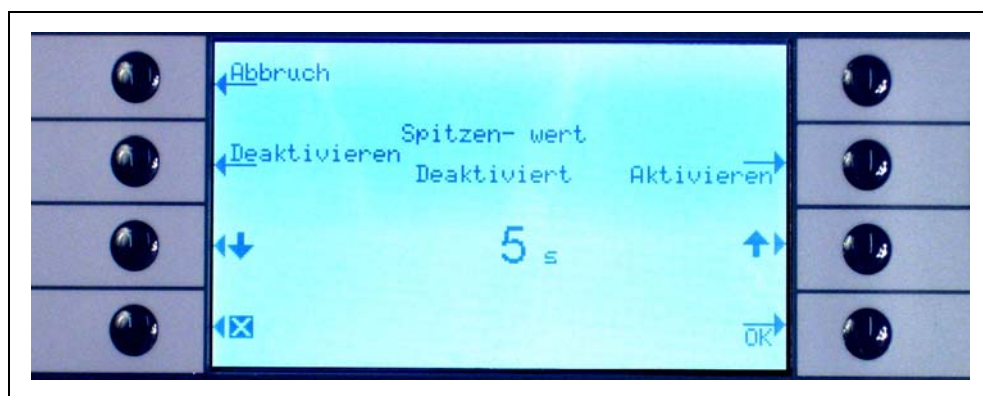 Abbruch
Spitzen- wert
Deaktivieren
Deaktiviert
Aktivieren
5 s
OK